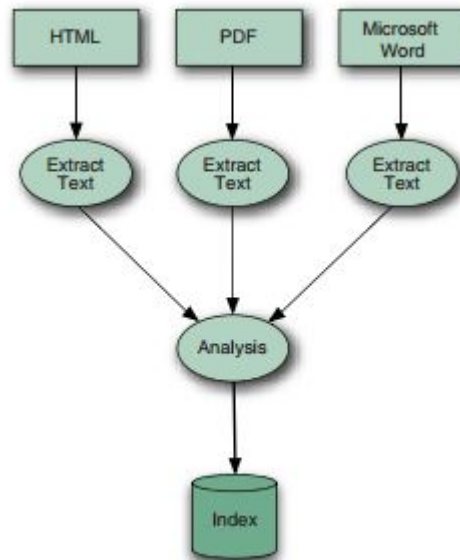 HTML
PDF
Microsoft
Word
Extract
Text
Extract
Text
Extract
Text
Analysis
Index